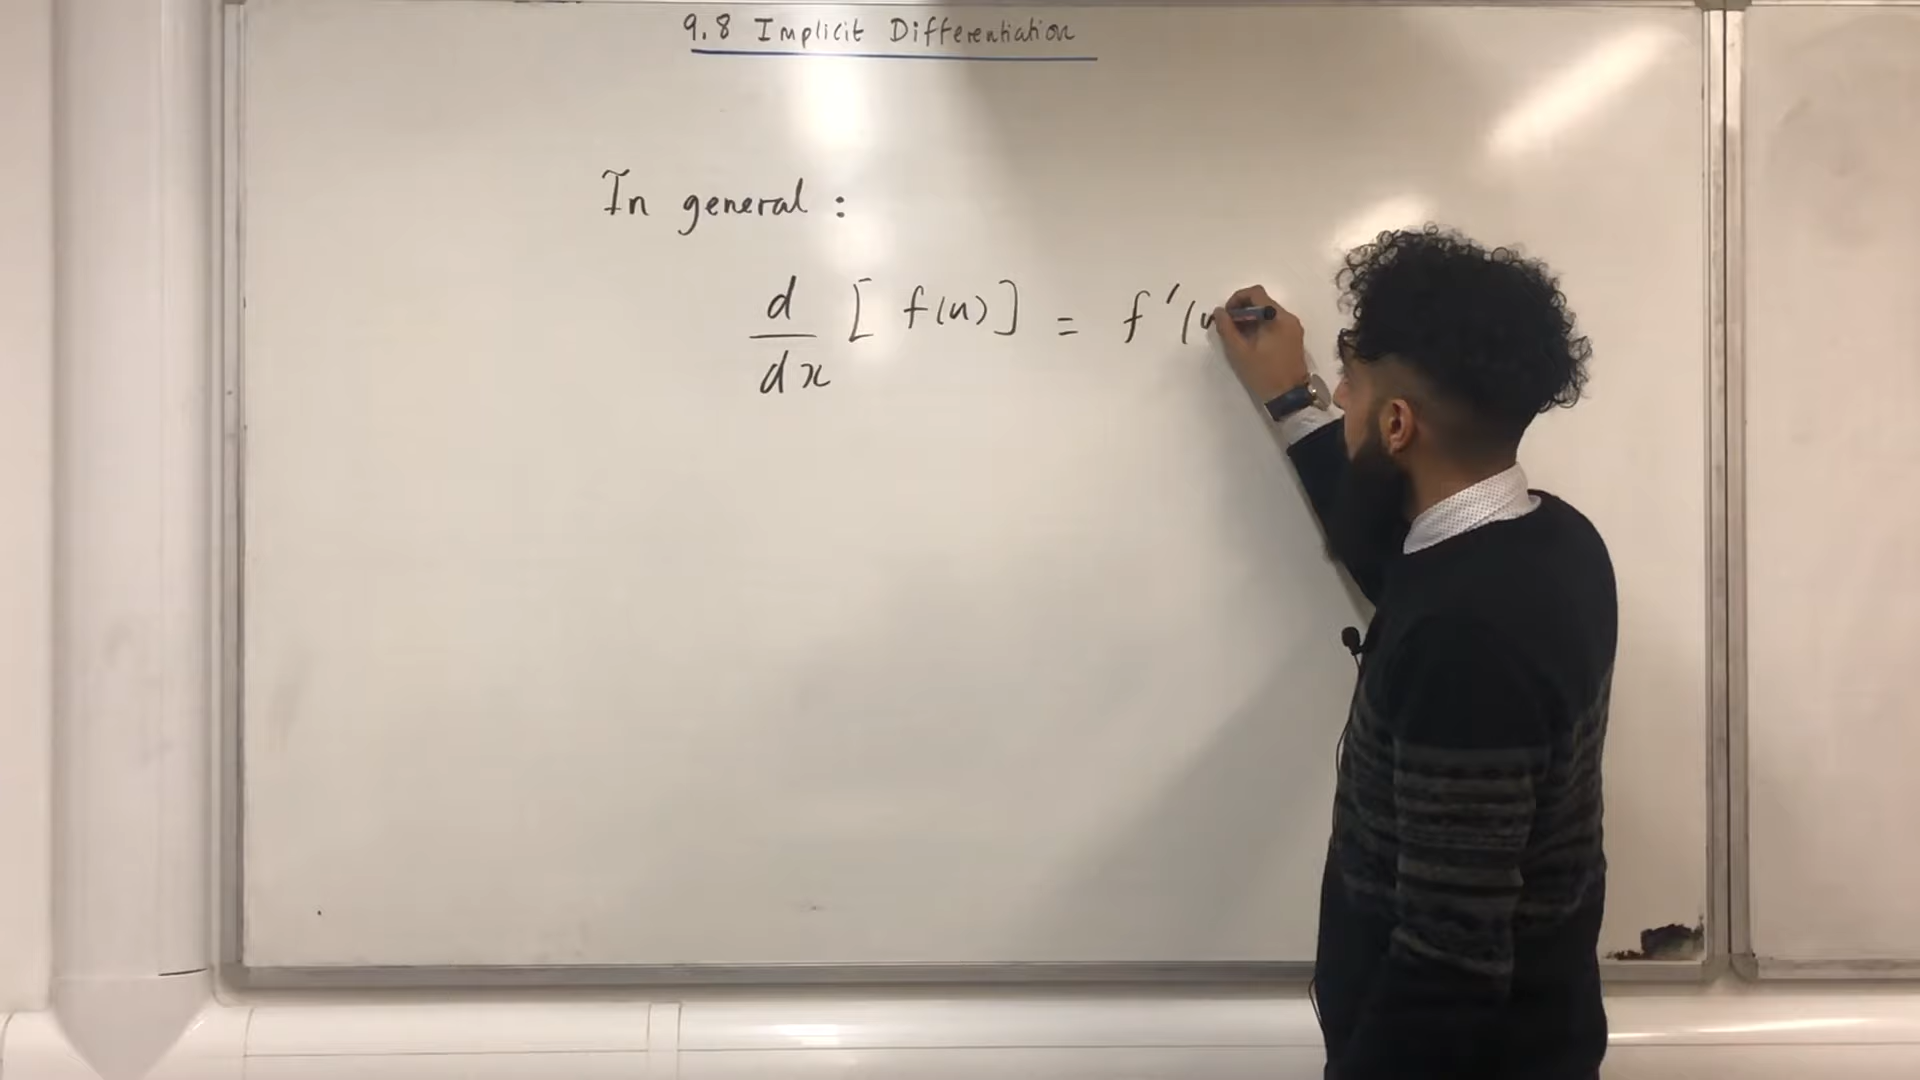 9.8 Implicit Differentiation
In general :
d/dx [ f(u) ] = f'(u